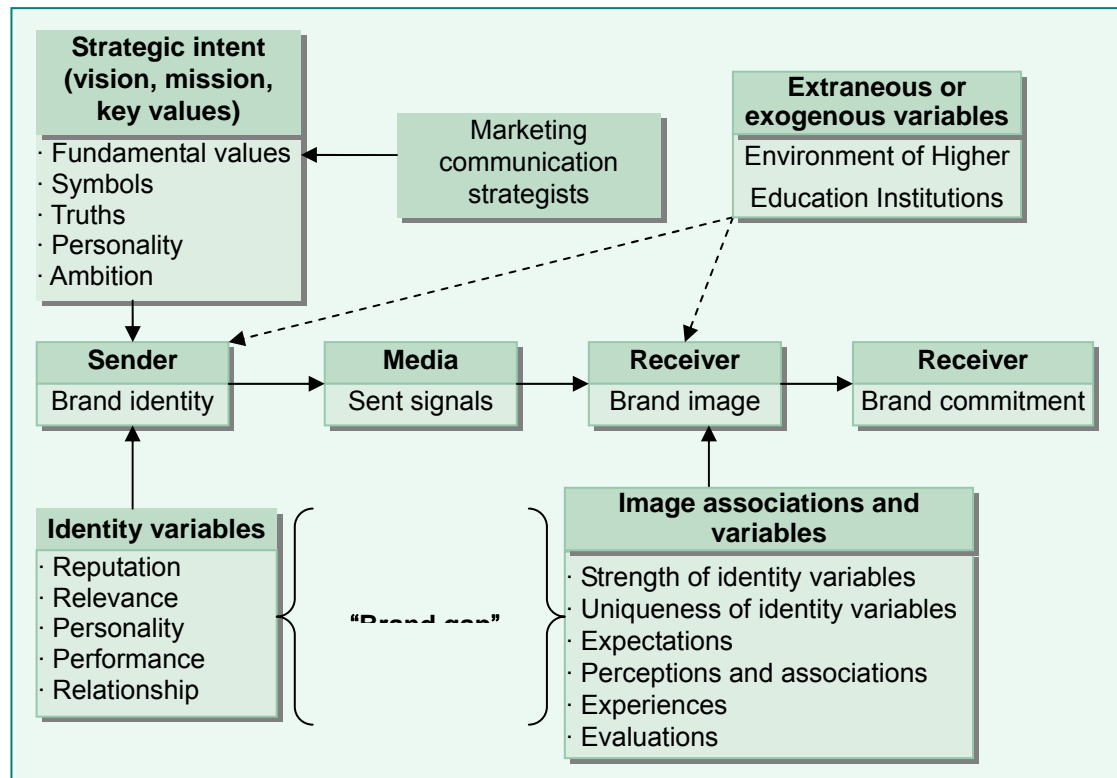 Strategic intent
(vision, mission,
key values)
· Fundamental values
· Symbols
· Truths
· Personality
· Ambition
Marketing
communication
strategists
Extraneous or
exogenous variables
Environment of Higher
Education Institutions
Sender
Brand identity
Media
Sent signals
Receiver
Brand image
Receiver
Brand commitment
Identity variables
· Reputation
· Relevance
· Personality
· Performance
· Relationship
“Brand gap”
Image associations and
variables
· Strength of identity variables
· Uniqueness of identity variables
· Expectations
· Perceptions and associations
· Experiences
· Evaluations